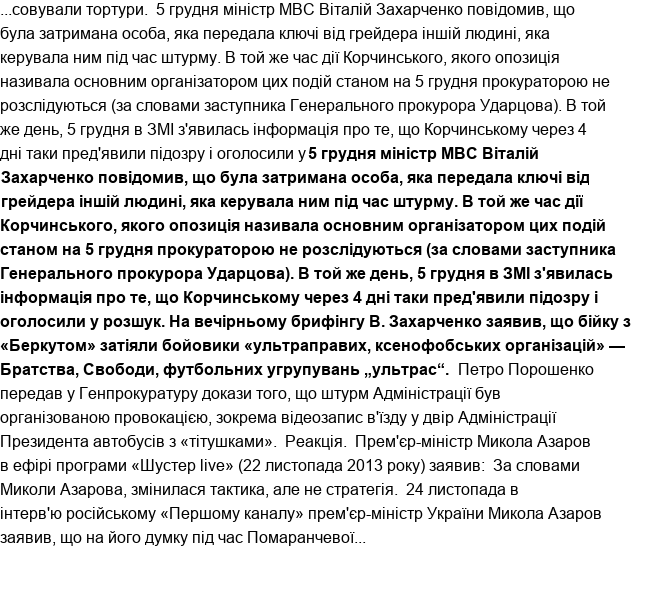 ...совували тортури.  5 грудня міністр МВС Віталій Захарченко повідомив, що
була затримана особа, яка передала ключі від грейдера іншій людині, яка
керувала ним під час штурму. В той же час дії Корчинського, якого опозиція
називала основним організатором цих подій станом на 5 грудня прокураторою не
розслідуються (за словами заступника Генерального прокурора Ударцова). В той
же день, 5 грудня в ЗМІ з'явилась інформація про те, що Корчинському через 4
дні таки пред'явили підозру і оголосили у 5 грудня міністр МВС Віталій
Захарченко повідомив, що була затримана особа, яка передала ключі від
грейдера іншій людині, яка керувала ним під час штурму. В той же час дії
Корчинського, якого опозиція називала основним організатором цих подій
станом на 5 грудня прокураторою не розслідуються (за словами заступника
Генерального прокурора Ударцова). В той же день, 5 грудня в ЗМІ з'явилась
інформація про те, що Корчинському через 4 дні таки пред'явили підозру і
оголосили у розшук. На вечірньому брифінгу В. Захарченко заявив, що бійку з
«Беркутом» затіяли бойовики «ультраправих, ксенофобських організацій» —
Братства, Свободи, футбольних угрупувань „ультрас“.  Петро Порошенко
передав у Генпрокуратуру докази того, що штурм Адміністрації був
організованою провокацією, зокрема відеозапис в'їзду у двір Адміністрації
Президента автобусів з «тітушками».  Реакція.  Прем'єр-міністр Микола Азаров
в ефірі програми «Шустер live» (22 листопада 2013 року) заявив:  За словами
Миколи Азарова, змінилася тактика, але не стратегія.  24 листопада в
інтерв'ю російському «Першому каналу» прем'єр-міністр України Микола Азаров
заявив, що на його думку під час Помаранчевої...